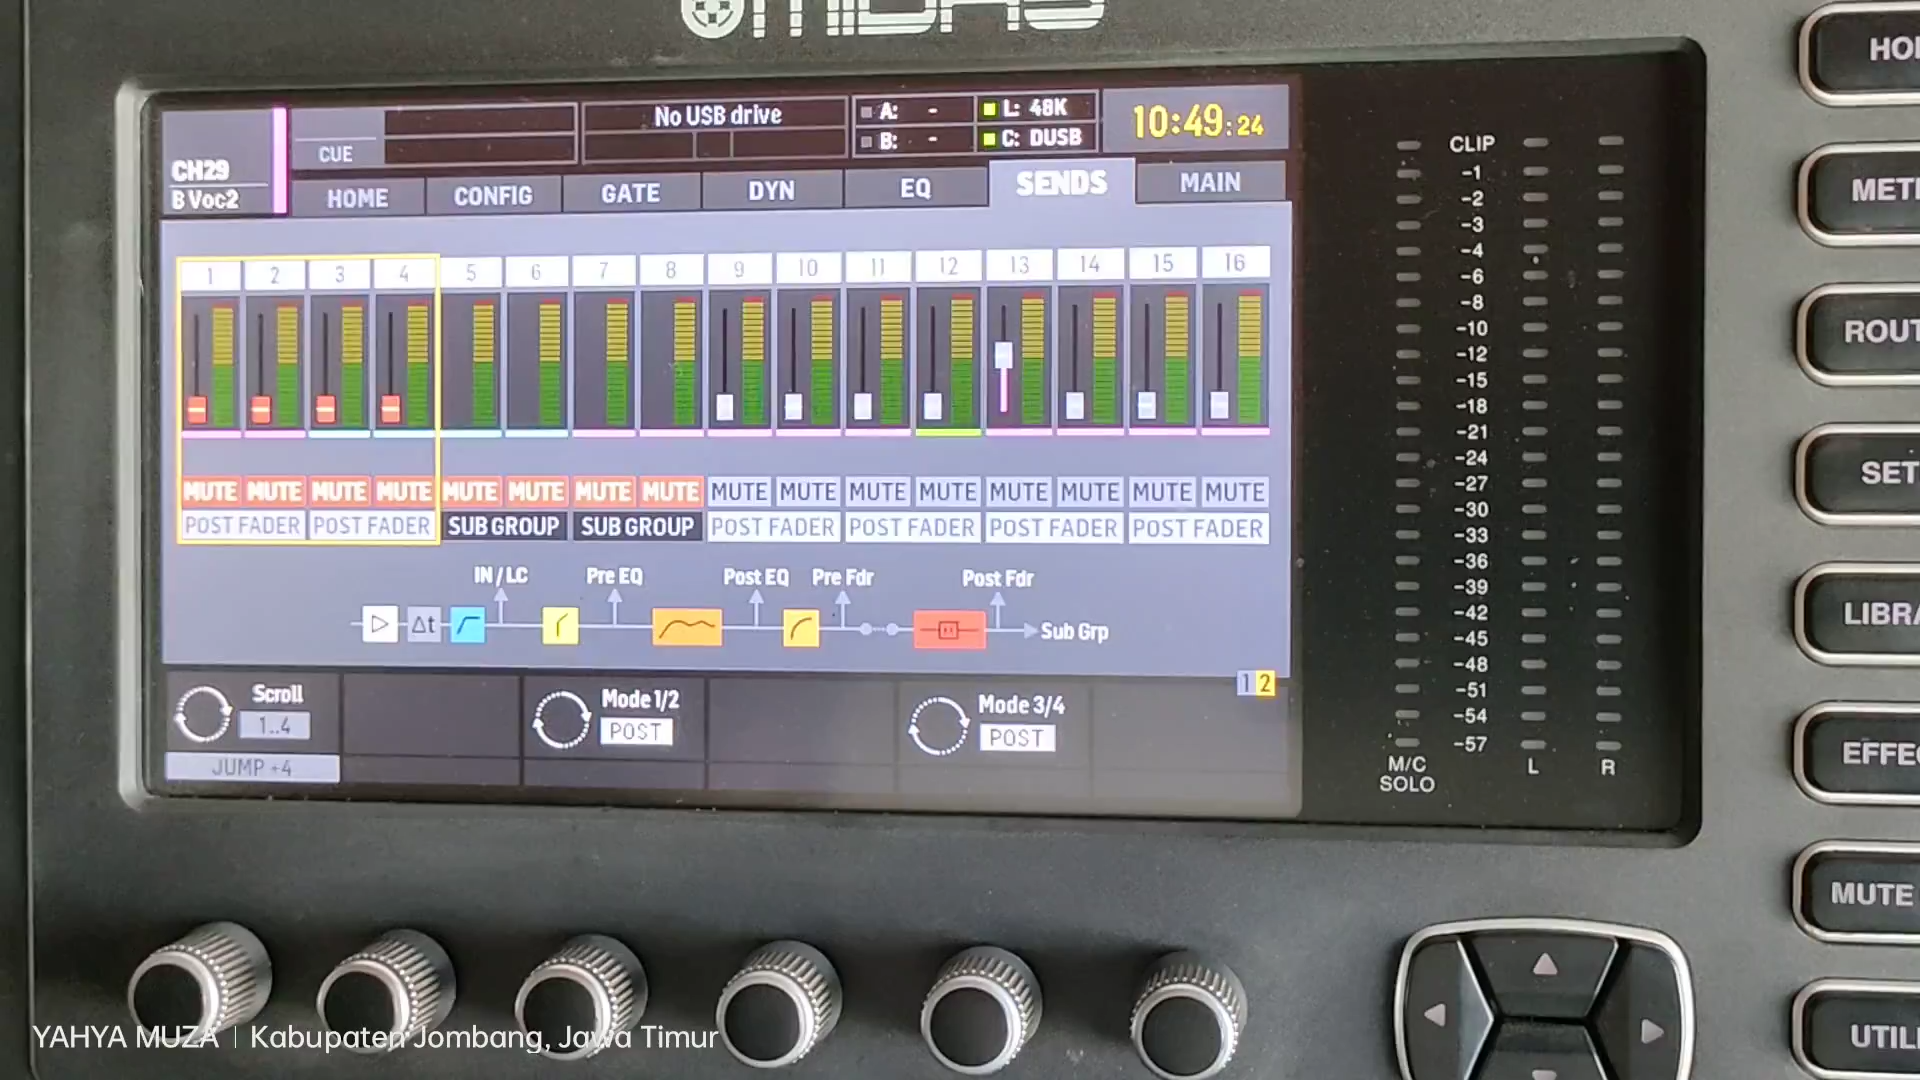 MIDAS
CH29
B Voc2
CUE
No USB drive
A: -
B: -
L: 48K
C: DUSB
10:49:24
HOME CONFIG GATE DYN EQ SENDS MAIN
1 2 3 4 5 6 7 8 9 10 11 12 13 14 15 16
MUTE MUTE MUTE MUTE MUTE MUTE MUTE MUTE MUTE MUTE MUTE MUTE MUTE MUTE MUTE MUTE
POST FADER POST FADER SUB GROUP SUB GROUP POST FADER POST FADER POST FADER POST FADER
IN/LC Pre EQ Post EQ Pre Fdr Post Fdr
Δt
Sub Grp
1 2
Scroll
1..4
JUMP +4
Mode 1/2
POST
Mode 3/4
POST
CLIP
-1
-2
-3
-4
-6
-8
-10
-12
-15
-18
-21
-24
-27
-30
-33
-36
-39
-42
-45
-48
-51
-54
-57
M/C
SOLO
L R
HO
MET
ROUT
SET
LIBRA
EFFEC
MUTE
UTIL
YAHYA MUZA | Kabupaten Jombang, Jawa Timur